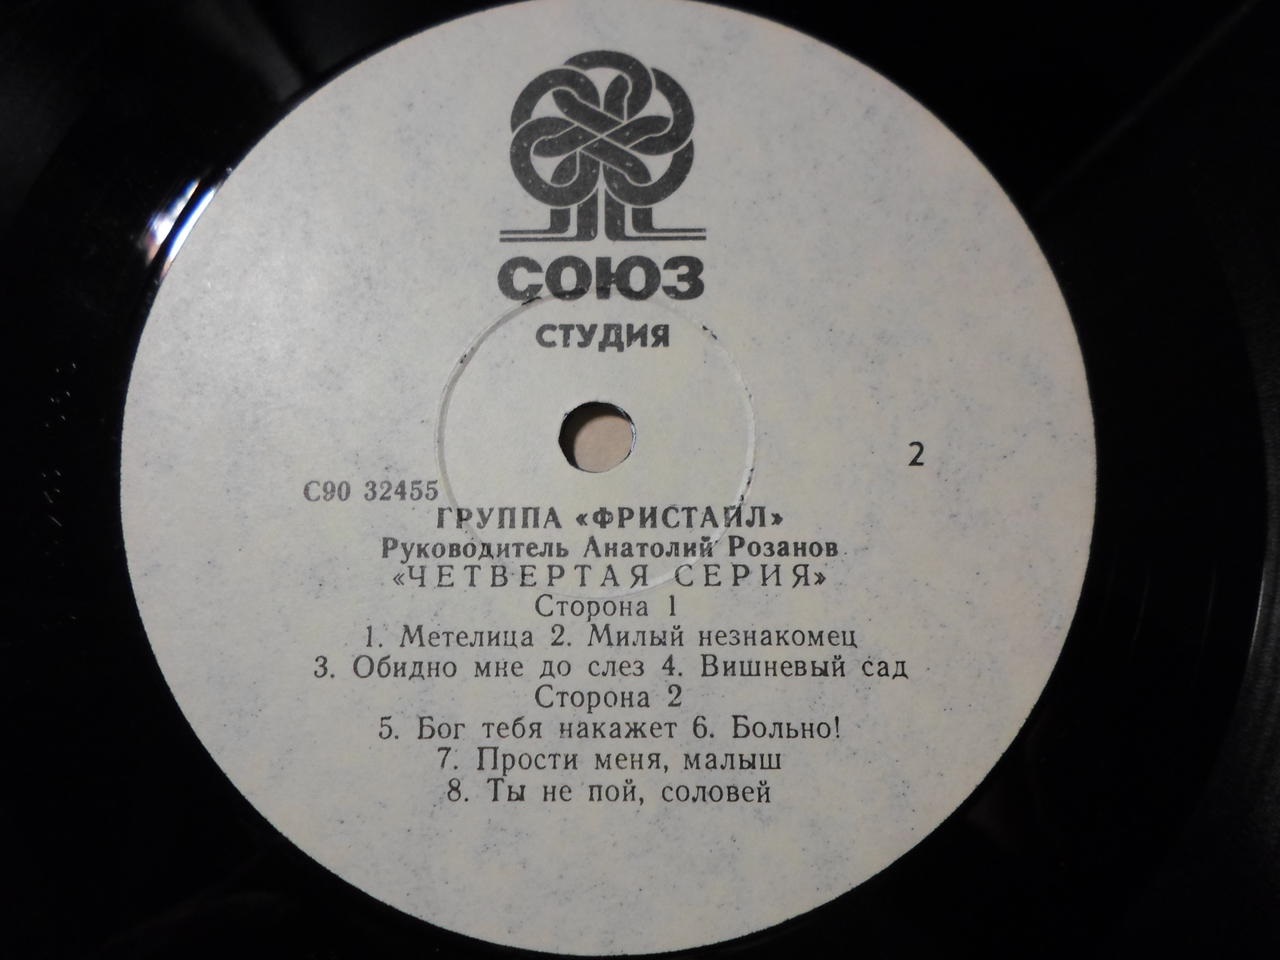 СОЮЗ
СТУДИЯ
2
С90 32455
ГРУППА «ФРИСТАЙЛ»
Руководитель Анатолий Розанов
«ЧЕТВЕРТАЯ СЕРИЯ»
Сторона 1
1. Метелица 2. Милый незнакомец
3. Обидно мне до слез 4. Вишневый сад
Сторона 2
5. Бог тебя накажет 6. Больно!
7. Прости меня, малыш
8. Ты не пой, соловей